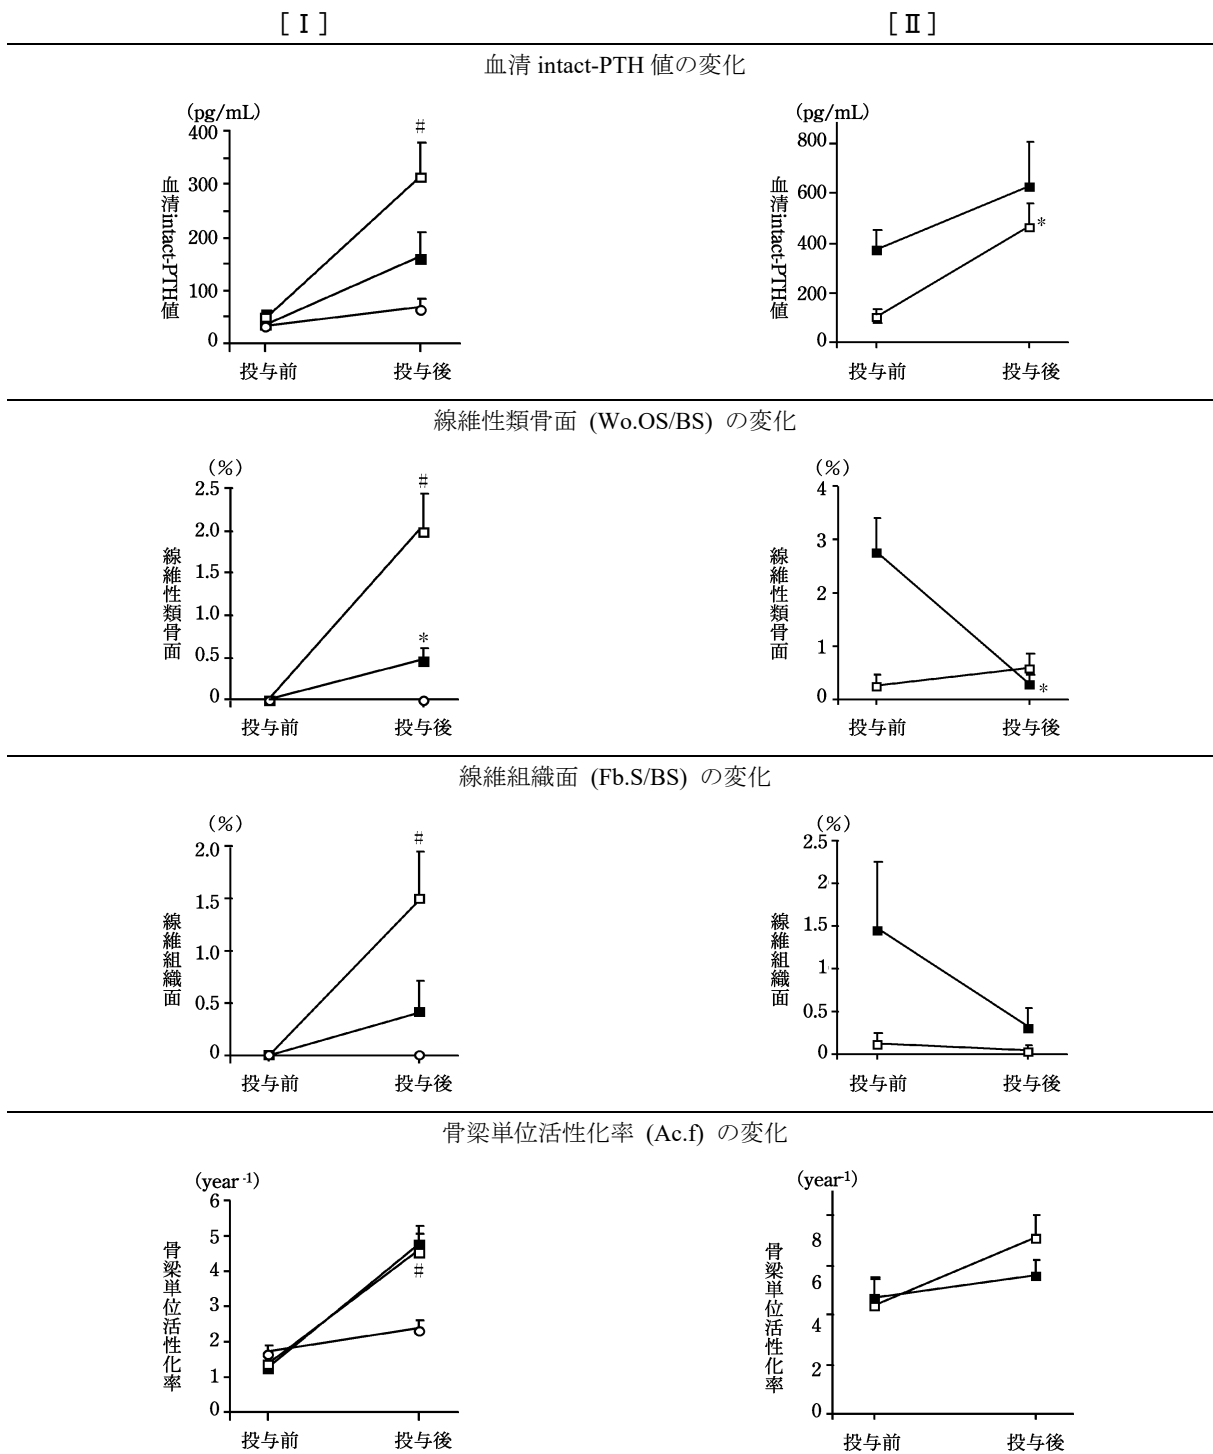 [Ⅰ] [Ⅱ]
血清 intact-PTH 値の変化
(pg/mL)
400
300
200
100
0
血清intact-PTH値
#
投与前 投与後
(pg/mL)
800
600
400
200
0
血清intact-PTH値
*
投与前 投与後
線維性類骨面 (Wo.OS/BS) の変化
(%)
2.5
2.0
1.5
1.0
0.5
0
線維性類骨面
#
*
投与前 投与後
(%)
4
3
2
1
0
線維性類骨面
*
投与前 投与後
線維組織面 (Fb.S/BS) の変化
(%)
2.0
1.5
1.0
0.5
0
線維組織面
#
投与前 投与後
(%)
2.5
2
1.5
1
0.5
0
線維組織面
投与前 投与後
骨梁単位活性化率 (Ac.f) の変化
(year⁻¹)
6
5
4
3
2
1
0
骨梁単位活性化率
#
投与前 投与後
(year⁻¹)
8
6
4
2
0
骨梁単位活性化率
投与前 投与後